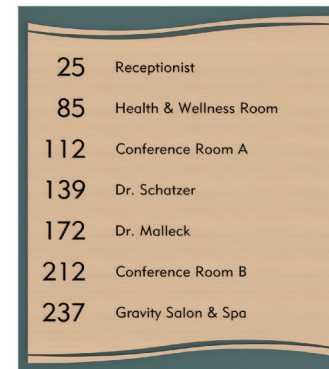 25 Receptionist
85 Health & Wellness Room
112 Conference Room A
139 Dr. Schatzer
172 Dr. Malleck
212 Conference Room B
237 Gravity Salon & Spa